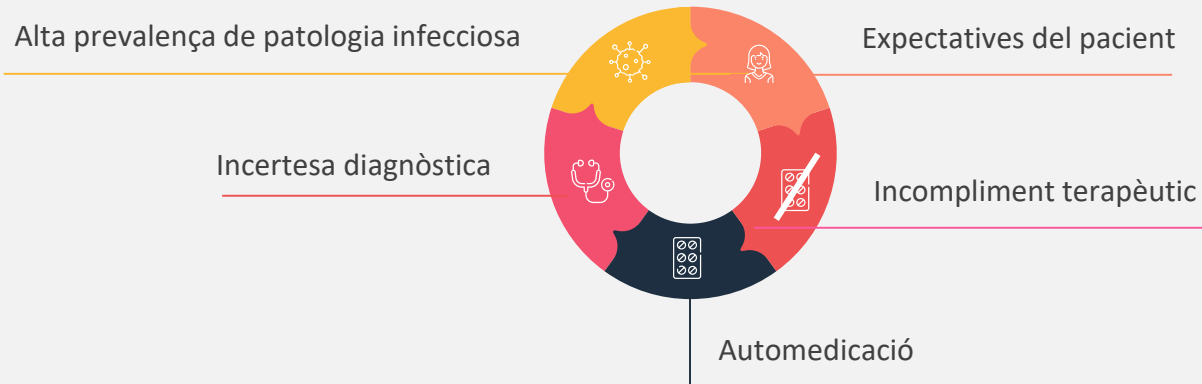 Alta prevalença de patologia infecciosa
Expectatives del pacient
Incertesa diagnòstica
Incompliment terapèutic
Automedicació